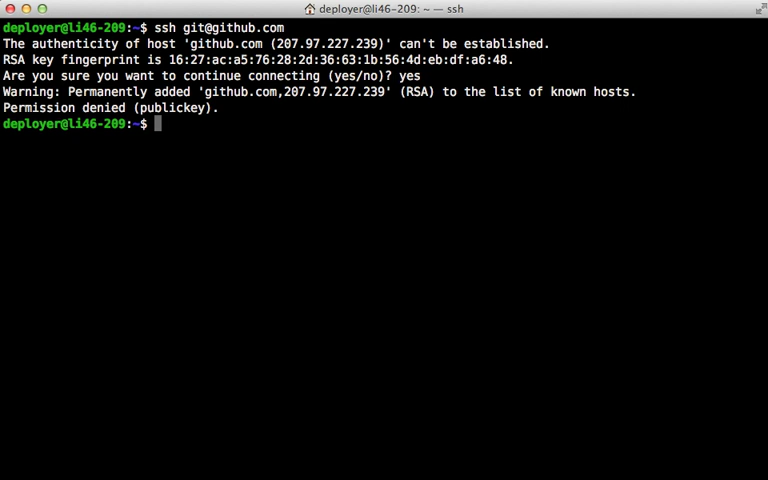 deployer@li46-209: ~ — ssh
deployer@li46-209:~$ ssh git@github.com
The authenticity of host 'github.com (207.97.227.239)' can't be established.
RSA key fingerprint is 16:27:ac:a5:76:28:2d:36:63:1b:56:4d:eb:df:a6:48.
Are you sure you want to continue connecting (yes/no)? yes
Warning: Permanently added 'github.com,207.97.227.239' (RSA) to the list of known hosts.
Permission denied (publickey).
deployer@li46-209:~$